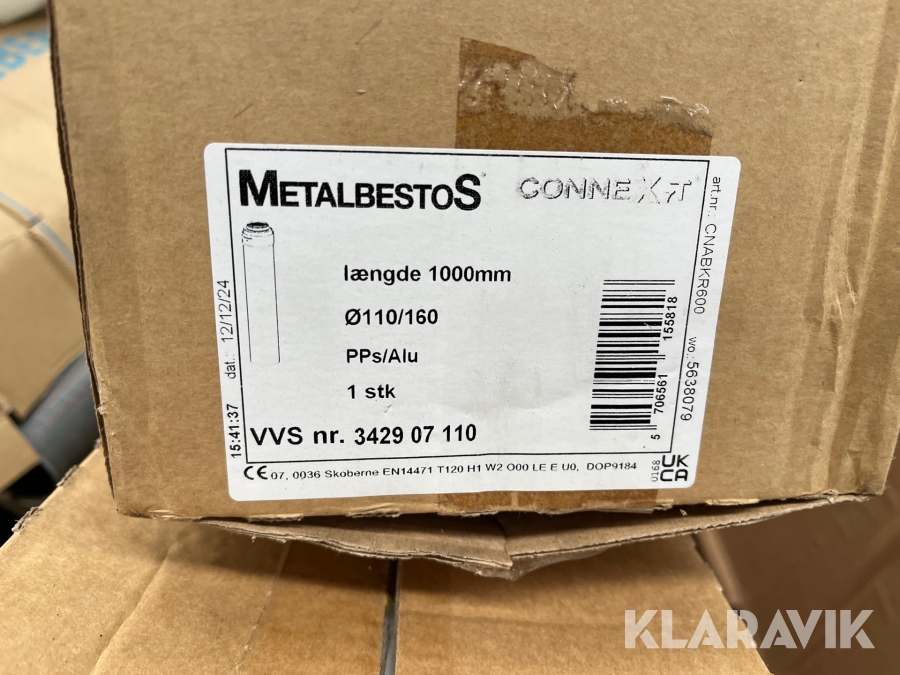 METALBESTOS CONNEXT
længde 1000mm
Ø110/160
PPs/Alu
1 stk
VVS nr. 3429 07 110
CE 07, 0036 Skoberne EN14471 T120 H1 W2 O00 LE E U0, DOP9184
15:41:37 dat.: 12/12/24
5 706561 155818
art.nr.: CNABKR600 wo.:5638079
0168 UK CA
KLARAVIK